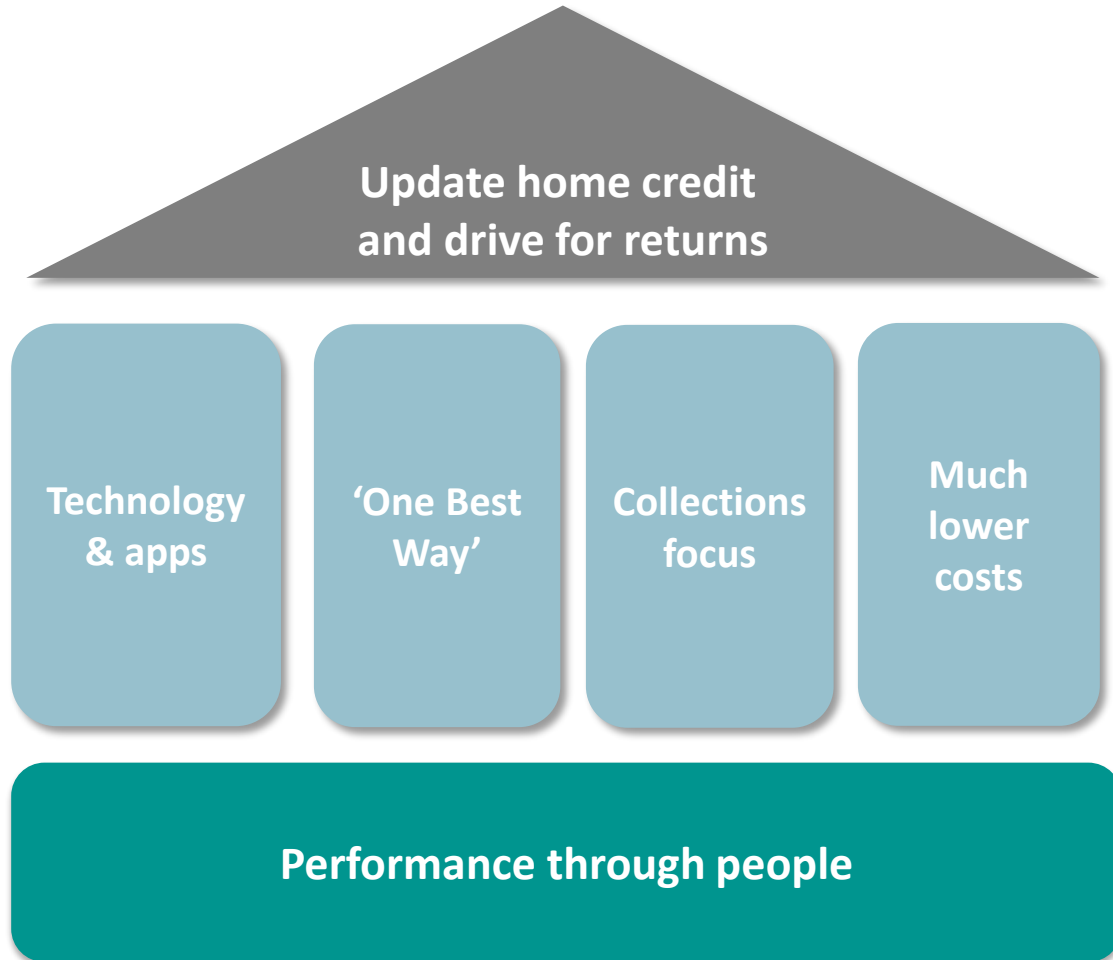 Update home credit
and drive for returns
Technology
& apps
‘One Best
Way’
Collections
focus
Much
lower
costs
Performance through people